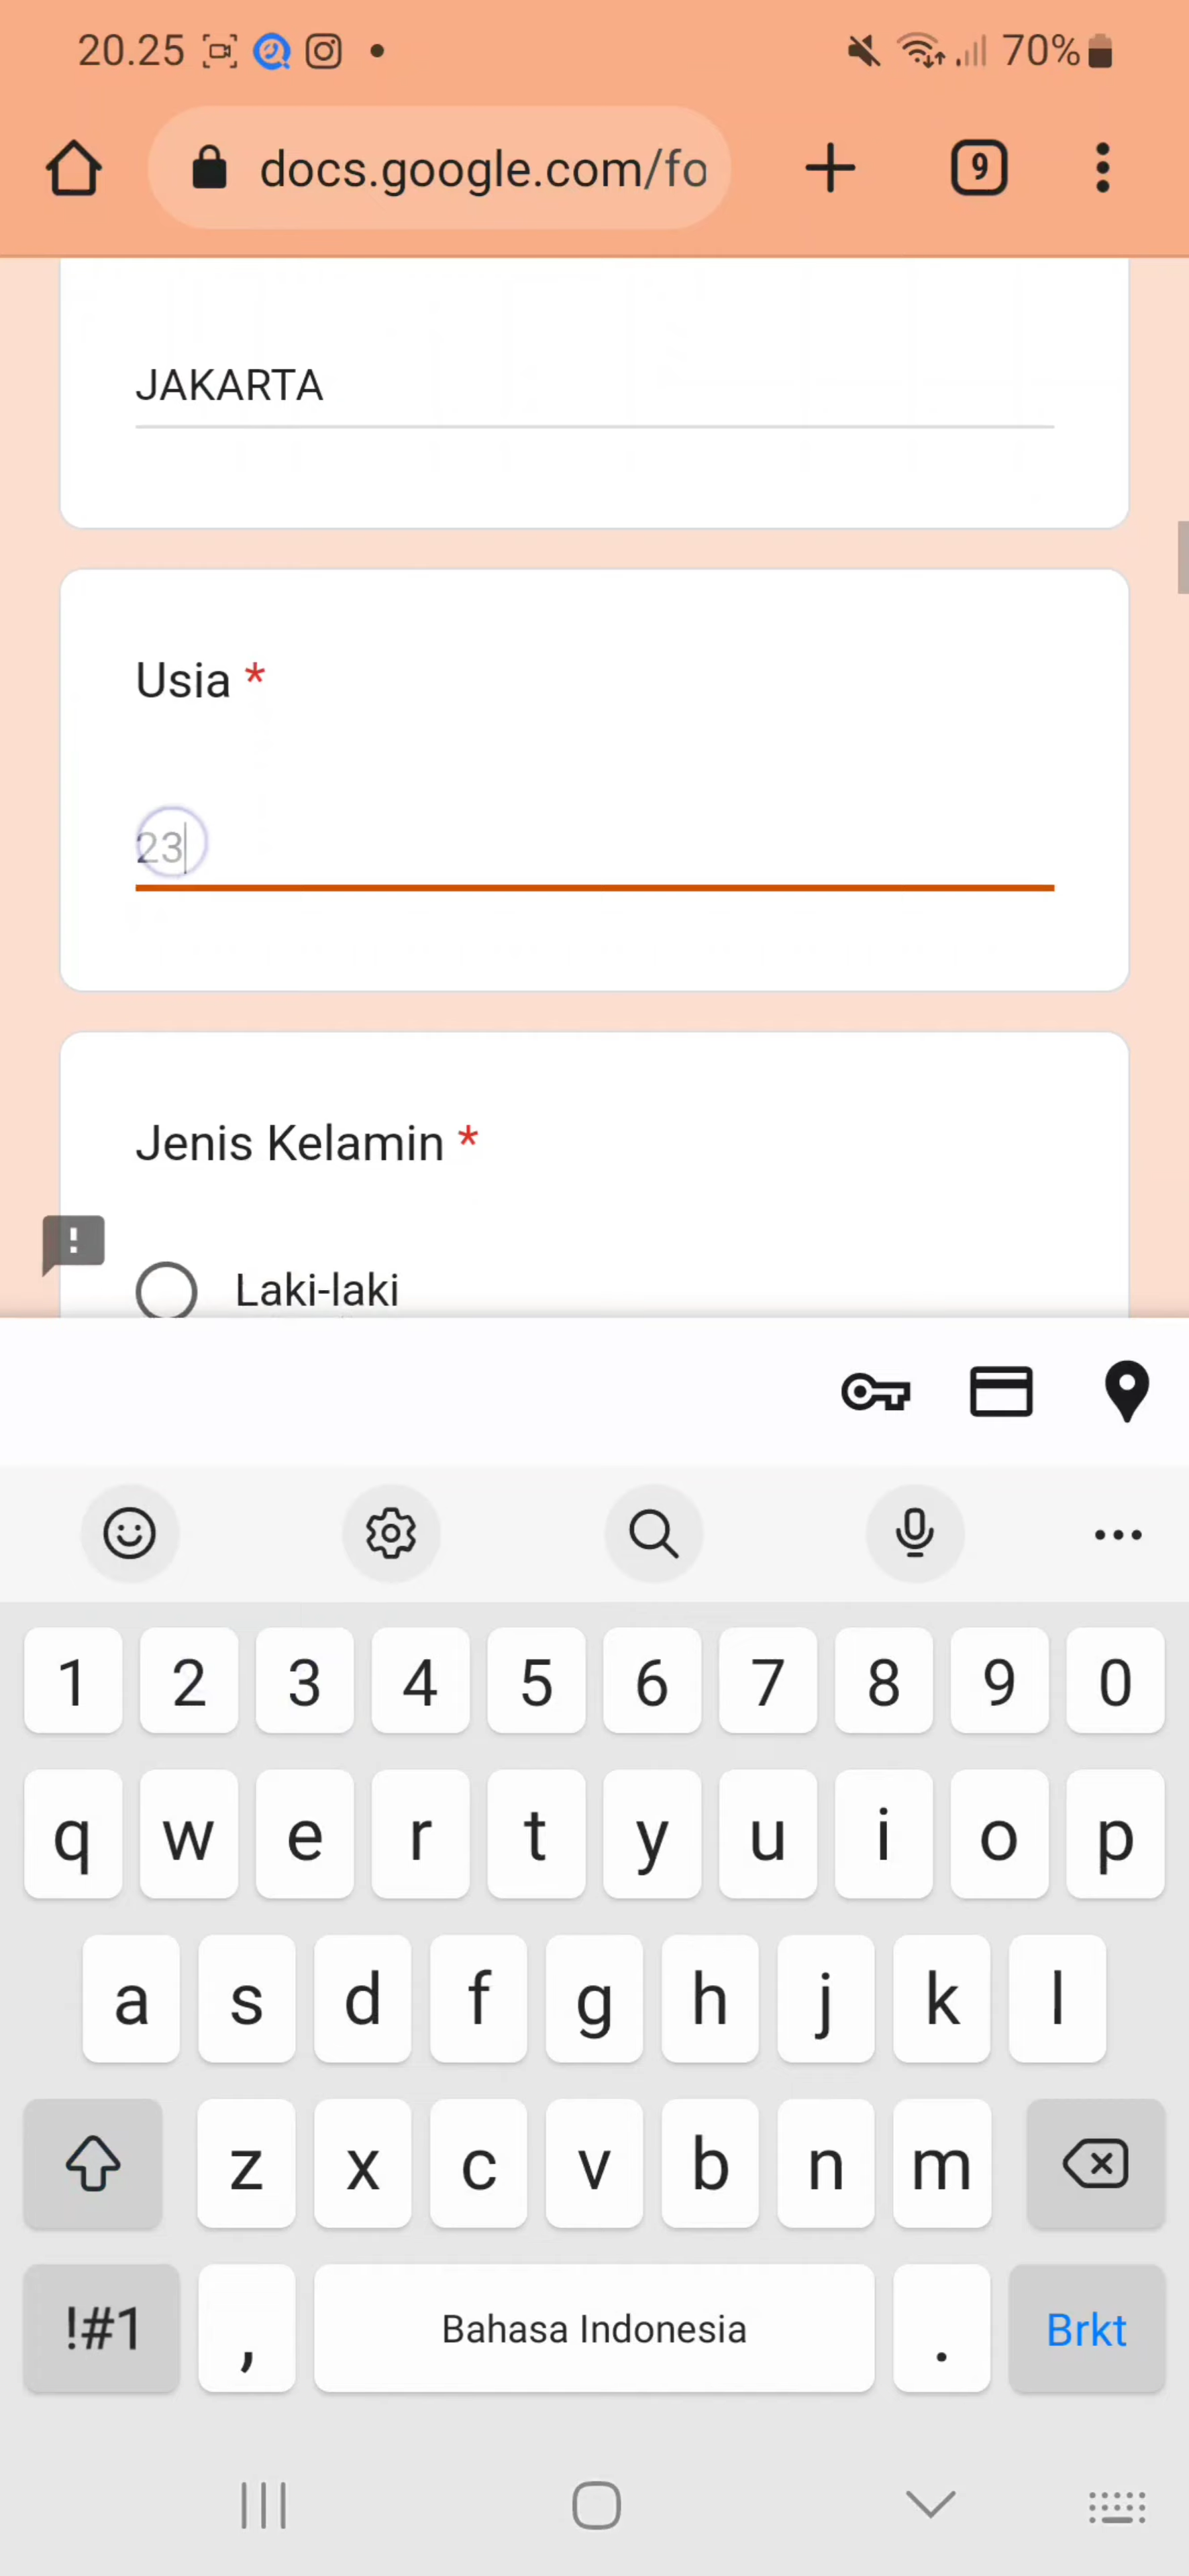 20.25
70%
docs.google.com/fo
9
JAKARTA
Usia *
23
Jenis Kelamin *
!
Laki-laki
1 2 3 4 5 6 7 8 9 0
q w e r t y u i o p
a s d f g h j k l
z x c v b n m
!#1 , Bahasa Indonesia . Brkt